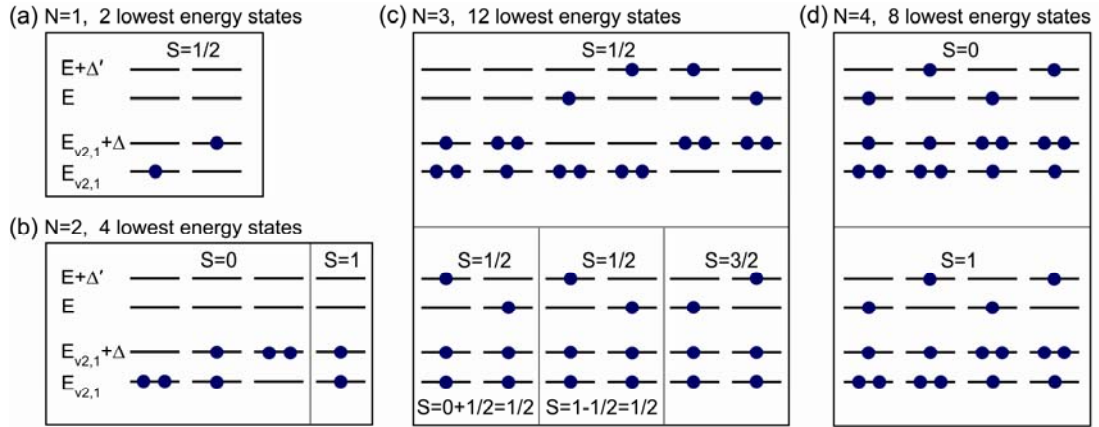 (a) N=1, 2 lowest energy states
S=1/2
E+Δ′
E
E_{v2,1}+Δ
E_{v2,1}
(b) N=2, 4 lowest energy states
S=0 S=1
E+Δ′
E
E_{v2,1}+Δ
E_{v2,1}
(c) N=3, 12 lowest energy states
S=1/2
S=1/2 S=1/2 S=3/2
S=0+1/2=1/2 S=1-1/2=1/2
(d) N=4, 8 lowest energy states
S=0
S=1